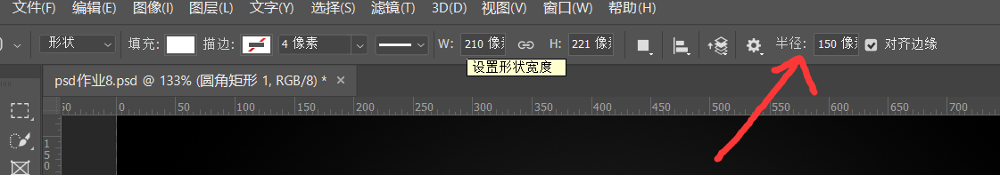 文件(F) 编辑(E) 图像(I) 图层(L) 文字(Y) 选择(S) 滤镜(T) 3D(D) 视图(V) 窗口(W) 帮助(H)
形状 填充: 描边: 4 像素 W: 210 像 H: 221 像 半径: 150 像 对齐边缘
设置形状宽度
psd作业8.psd @ 133% (圆角矩形 1, RGB/8) * ×
50 0 50 100 150 200 250 300 350 400 450 500 550 600 650 700
150